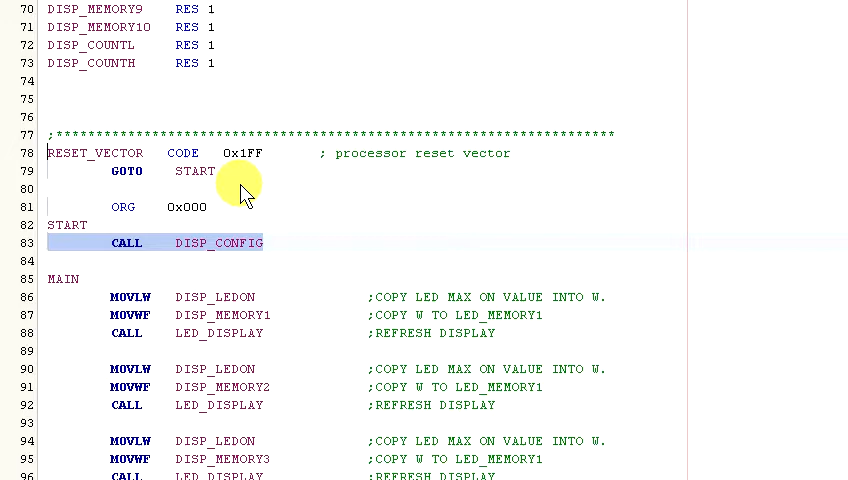 70 DISP_MEMORY9 RES 1
71 DISP_MEMORY10 RES 1
72 DISP_COUNTL RES 1
73 DISP_COUNTH RES 1
74
75
76
77 ;**********************************************************************
78 RESET_VECTOR CODE 0x1FF ; processor reset vector
79 GOTO START
80
81 ORG 0x000
82 START
83 CALL DISP_CONFIG
84
85 MAIN
86 MOVLW DISP_LEDON ;COPY LED MAX ON VALUE INTO W.
87 MOVWF DISP_MEMORY1 ;COPY W TO LED_MEMORY1
88 CALL LED_DISPLAY ;REFRESH DISPLAY
89
90 MOVLW DISP_LEDON ;COPY LED MAX ON VALUE INTO W.
91 MOVWF DISP_MEMORY2 ;COPY W TO LED_MEMORY1
92 CALL LED_DISPLAY ;REFRESH DISPLAY
93
94 MOVLW DISP_LEDON ;COPY LED MAX ON VALUE INTO W.
95 MOVWF DISP_MEMORY3 ;COPY W TO LED_MEMORY1
96 CALL LED_DISPLAY ;REFRESH DISPLAY